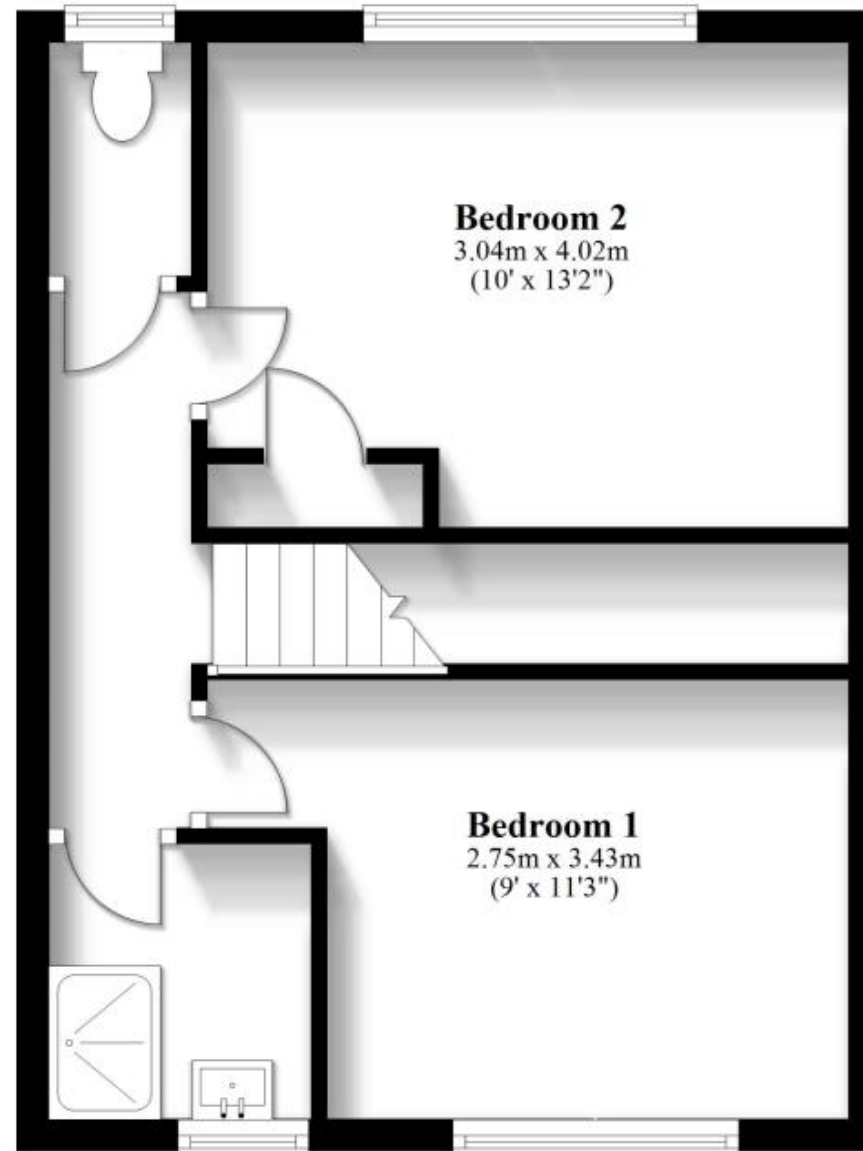 Bedroom 2
3.04m x 4.02m
(10' x 13'2")
Bedroom 1
2.75m x 3.43m
(9' x 11'3")